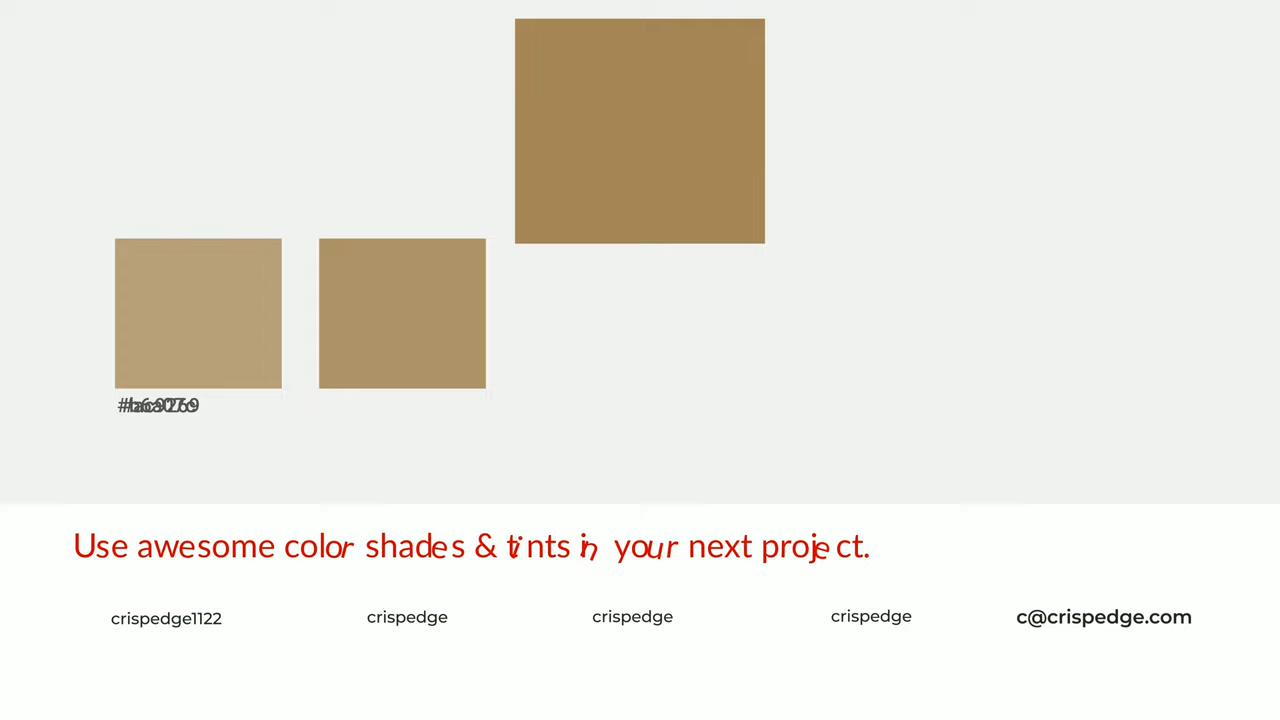 Use awesome color shades & tints in your next project.
crispedge1122 crispedge crispedge crispedge c@crispedge.com